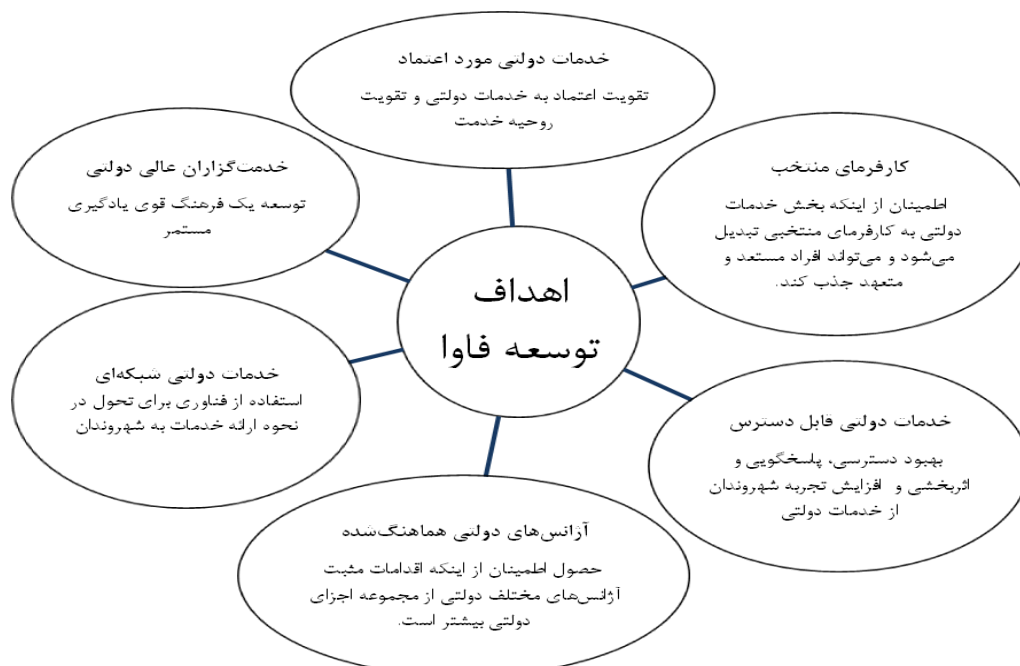 خدمات دولتی مورد اعتماد
تقویت اعتماد به خدمات دولتی و تقویت
روحیه خدمت
کارفرمای منتخب
اطمینان از اینکه بخش خدمات
دولتی به کارفرمای منتخبی تبدیل
می‌شود و می‌تواند افراد مستعد و
متعهد جذب کند.
خدمت‌گزاران عالی دولتی
توسعه یک فرهنگ قوی یادگیری
مستمر
اهداف
توسعه فاوا
خدمات دولتی قابل دسترس
بهبود دسترسی، پاسخگویی و
اثربخشی و افزایش تجربه شهروندان
از خدمات دولتی
خدمات دولتی شبکه‌ای
استفاده از فناوری برای تحول در
نحوه ارائه خدمات به شهروندان
آژانس‌های دولتی هماهنگ‌شده
حصول اطمینان از اینکه اقدامات مثبت
آژانس‌های مختلف دولتی از مجموعه اجزای
دولتی بیشتر است.